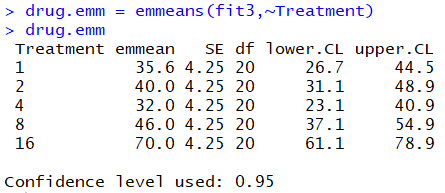 > drug.emm = emmeans(fit3,~Treatment)
> drug.emm
Treatment emmean SE df lower.CL upper.CL
1 35.6 4.25 20 26.7 44.5
2 40.0 4.25 20 31.1 48.9
4 32.0 4.25 20 23.1 40.9
8 46.0 4.25 20 37.1 54.9
16 70.0 4.25 20 61.1 78.9
Confidence level used: 0.95